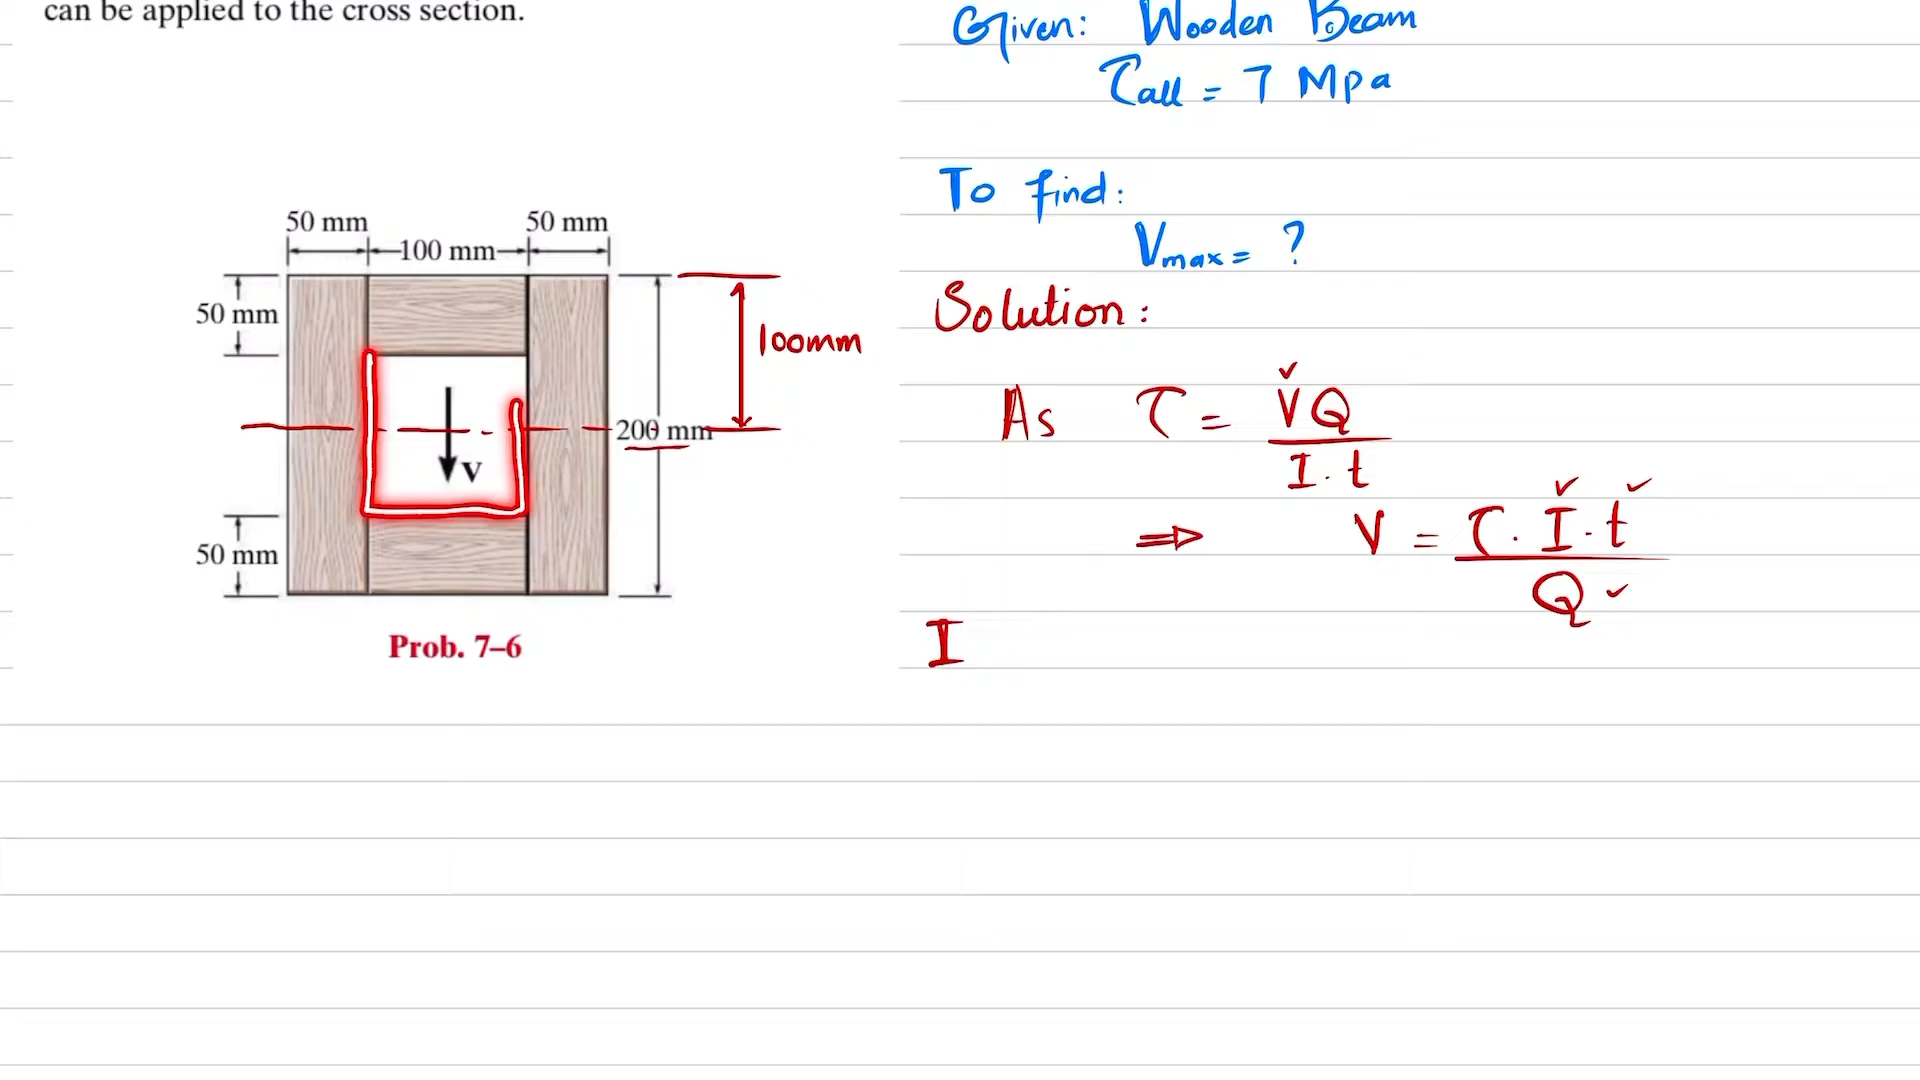 can be applied to the cross section.
Given: Wooden Beam
τall = 7 Mpa
To find:
Vmax = ?
Solution:
As τ = VQ / I.t
⇒ V = τ . I . t / Q
I
50 mm
50 mm
100 mm
50 mm
100mm
200 mm
V
50 mm
Prob. 7–6